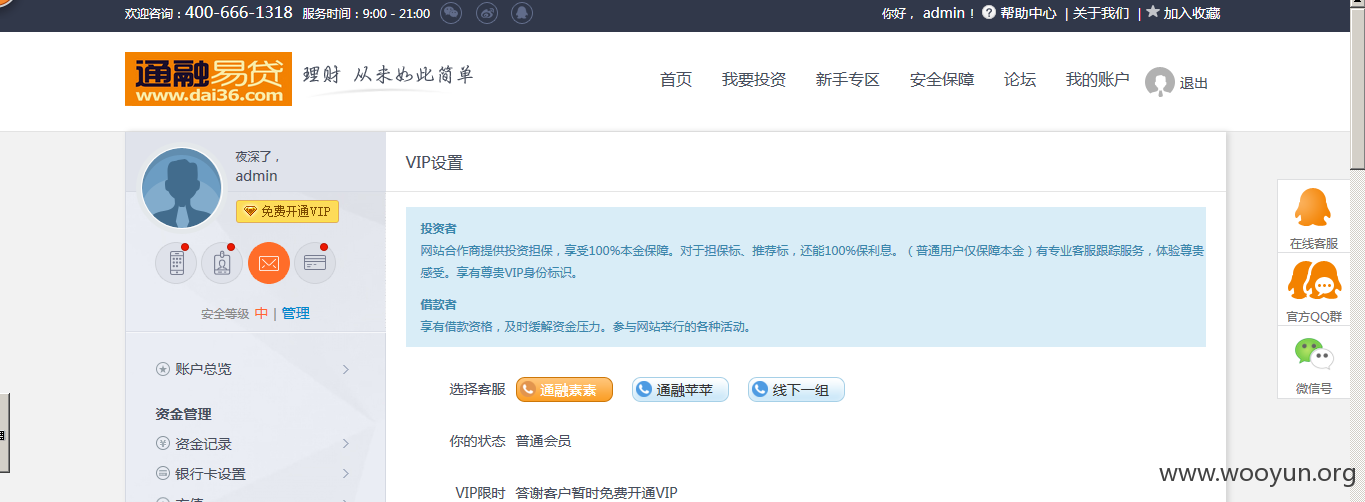 欢迎咨询：400-666-1318 服务时间：9:00 - 21:00
你好， admin！ 帮助中心 | 关于我们 | 加入收藏
通融易贷
www.dai36.com
理财 从未如此简单
首页 我要投资 新手专区 安全保障 论坛 我的账户 退出
夜深了，
admin
免费开通VIP
安全等级 中 | 管理
账户总览
资金管理
资金记录
银行卡设置
VIP设置
投资者
网站合作商提供投资担保，享受100%本金保障。对于担保标、推荐标，还能100%保利息。（普通用户仅保障本金）有专业客服跟踪服务，体验尊贵
感受。享有尊贵VIP身份标识。
借款者
享有借款资格，及时缓解资金压力。参与网站举行的各种活动。
选择客服 通融素素 通融苹苹 线下一组
你的状态 普通会员
VIP限时 答谢客户暂时免费开通VIP
在线客服
官方QQ群
微信号
www.wooyun.org